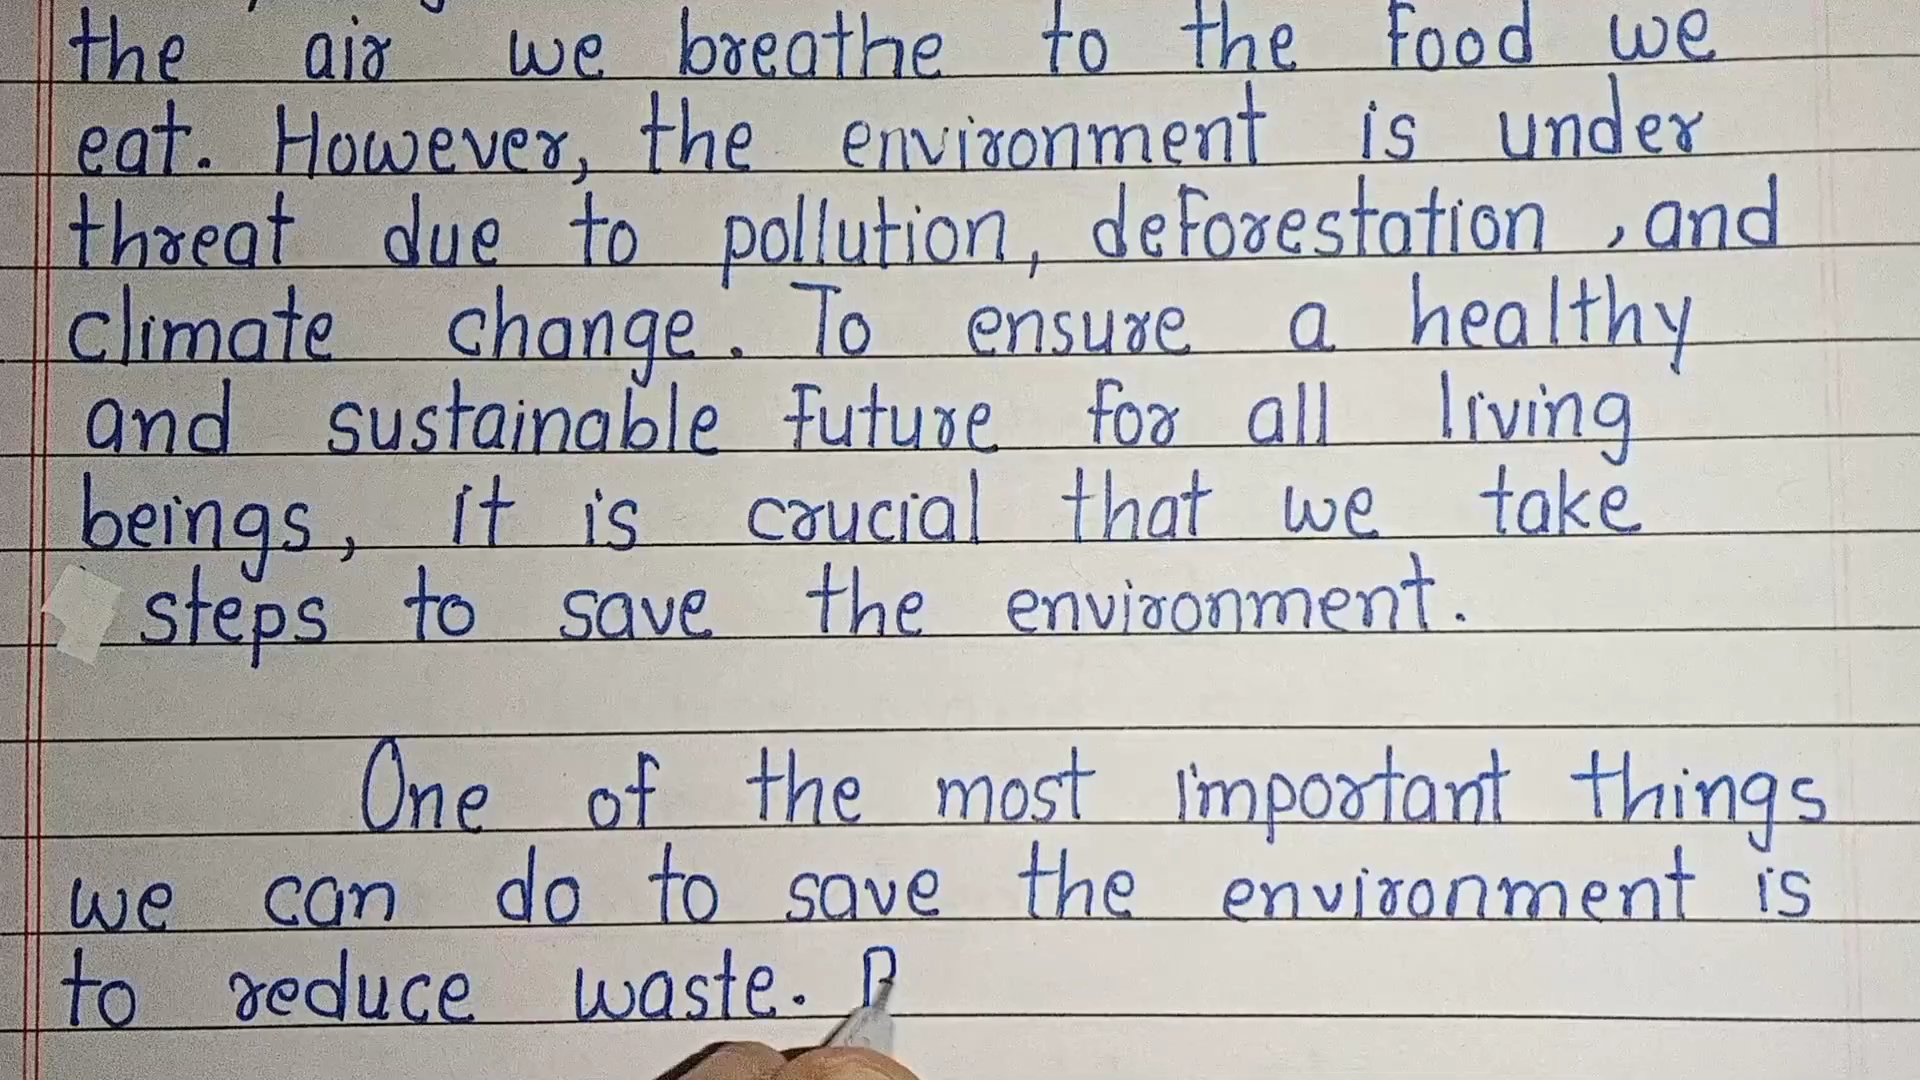 the air we breathe to the food we
eat. However, the environment is under
threat due to pollution, deforestation, and
climate change. To ensure a healthy
and sustainable future for all living
beings, it is crucial that we take
steps to save the environment.
One of the most important things
we can do to save the environment is
to reduce waste.